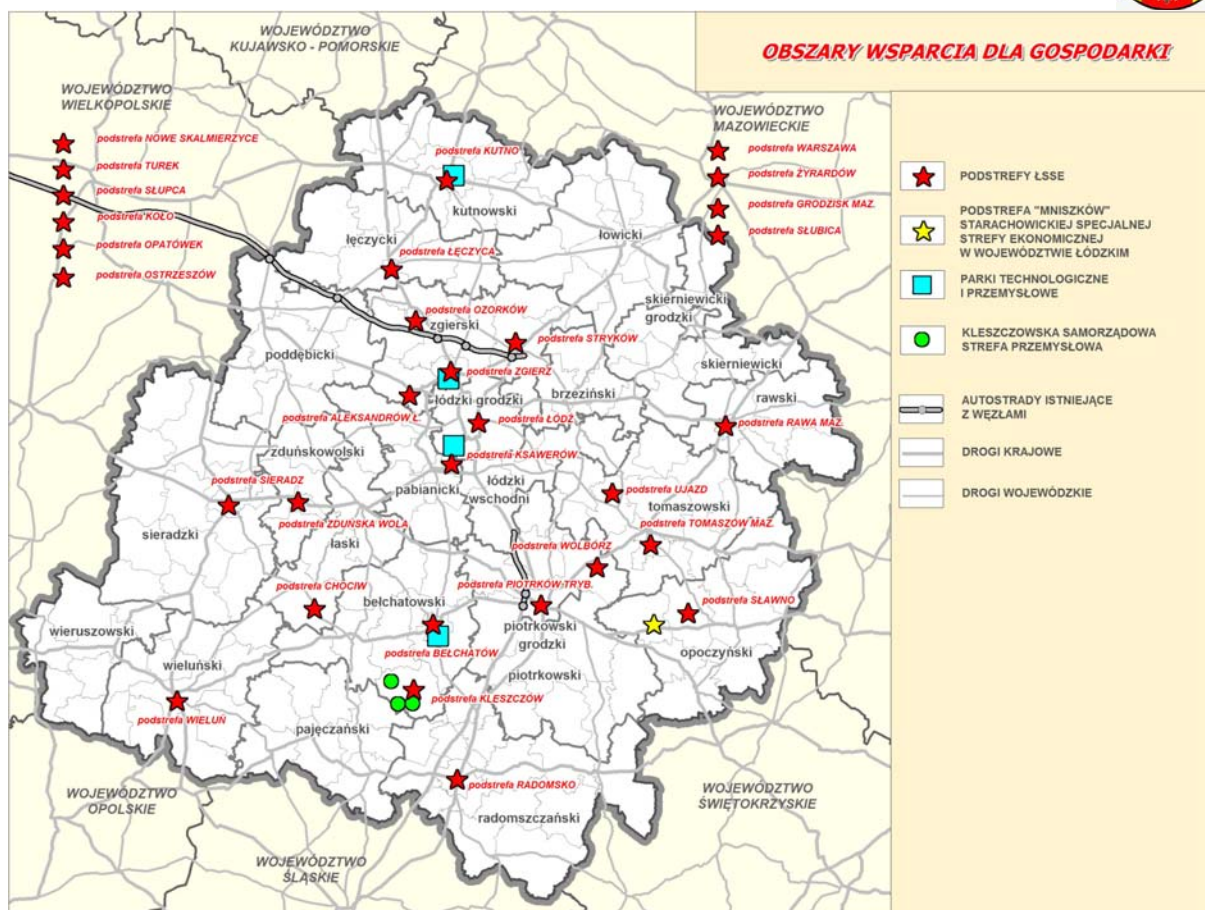 OBSZARY WSPARCIA DLA GOSPODARKI
WOJEWÓDZTWO
KUJAWSKO - POMORSKIE
WOJEWÓDZTWO
WIELKOPOLSKIE
podstrefa NOWE SKALMIERZYCE
podstrefa TUREK
podstrefa SŁUPCA
podstrefa KOŁO
podstrefa OPATÓWEK
podstrefa OSTRZESZÓW
WOJEWÓDZTWO
MAZOWIECKIE
podstrefa WARSZAWA
podstrefa ŻYRARDÓW
podstrefa GRODZISK MAZ.
podstrefa SŁUBICA
podstrefa KUTNO
kutnowski
łęczycki
łowicki
podstrefa ŁĘCZYCA
podstrefa OZORKÓW
zgierski
podstrefa STRYKÓW
skierniewicki
grodzki
poddębicki
podstrefa ZGIERZ
skierniewicki
łódzki grodzki
brzeziński
rawski
podstrefa ALEKSANDRÓW Ł.
podstrefa ŁÓDŹ
podstrefa RAWA MAZ.
zduńskowolski
podstrefa KSAWERÓW
podstrefa SIERADZ
pabianicki
łódzki
wschodni
podstrefa UJAZD
tomaszowski
podstrefa ZDUŃSKA WOLA
podstrefa TOMASZÓW MAZ.
sieradzki
łaski
podstrefa WOLBÓRZ
podstrefa CHOCIW
podstrefa PIOTRKÓW TRYB.
bełchatowski
podstrefa SŁAWNO
wieruszowski
piotrkowski
grodzki
opoczyński
podstrefa BEŁCHATÓW
wieluński
piotrkowski
podstrefa KLESZCZÓW
podstrefa WIELUŃ
pajęczański
podstrefa RADOMSKO
radomszczański
WOJEWÓDZTWO
OPOLSKIE
WOJEWÓDZTWO
ŚLĄSKIE
WOJEWÓDZTWO
ŚWIĘTOKRZYSKIE
PODSTREFY ŁSSE
PODSTREFA "MNISZKÓW"
STARACHOWICKIEJ SPECJALNEJ
STREFY EKONOMICZNEJ
W WOJEWÓDZTWIE ŁÓDZKIM
PARKI TECHNOLOGICZNE
I PRZEMYSŁOWE
KLESZCZOWSKA SAMORZĄDOWA
STREFA PRZEMYSŁOWA
AUTOSTRADY ISTNIEJĄCE
Z WĘZŁAMI
DROGI KRAJOWE
DROGI WOJEWÓDZKIE